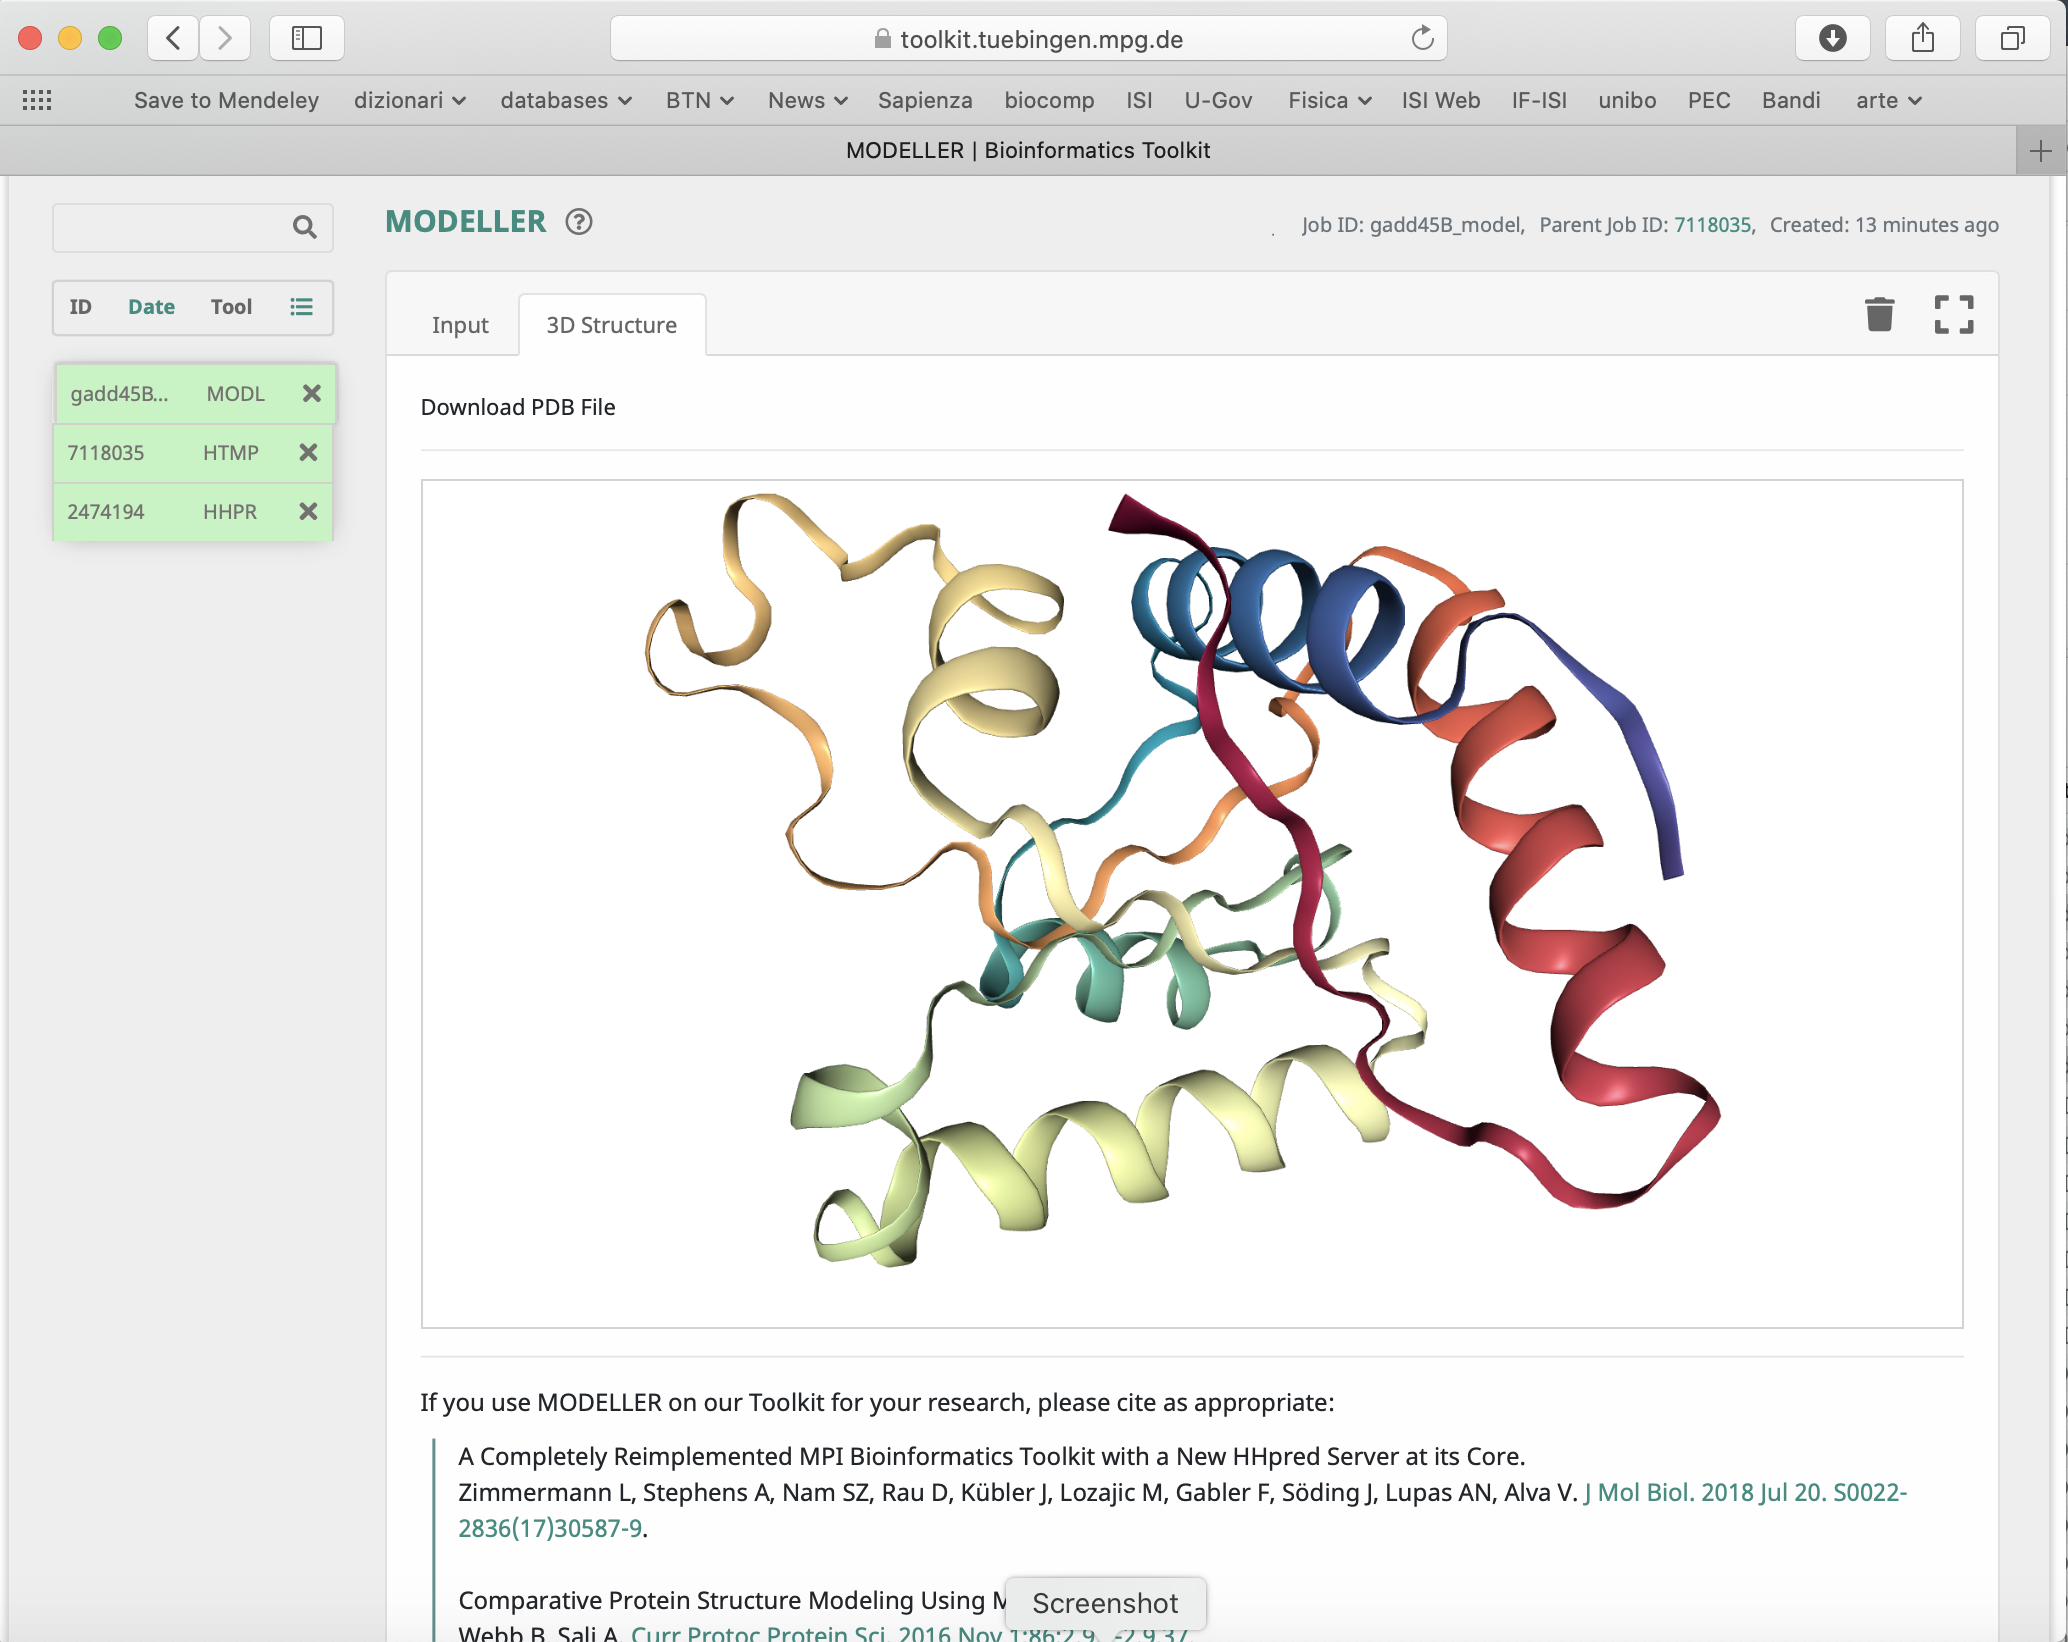 toolkit.tuebingen.mpg.de
Save to Mendeley dizionari databases BTN News Sapienza biocomp ISI U-Gov Fisica ISI Web IF-ISI unibo PEC Bandi arte
MODELLER | Bioinformatics Toolkit
MODELLER
Job ID: gadd45B_model, Parent Job ID: 7118035, Created: 13 minutes ago
ID Date Tool
gadd45B... MODL
7118035 HTMP
2474194 HHPR
Input 3D Structure
Download PDB File
If you use MODELLER on our Toolkit for your research, please cite as appropriate:
A Completely Reimplemented MPI Bioinformatics Toolkit with a New HHpred Server at its Core.
Zimmermann L, Stephens A, Nam SZ, Rau D, Kübler J, Lozajic M, Gabler F, Söding J, Lupas AN, Alva V. J Mol Biol. 2018 Jul 20. S0022-
2836(17)30587-9.
Comparative Protein Structure Modeling Using
Screenshot
Webb B, Sali A. Curr Protoc Protein Sci. 2016 Nov